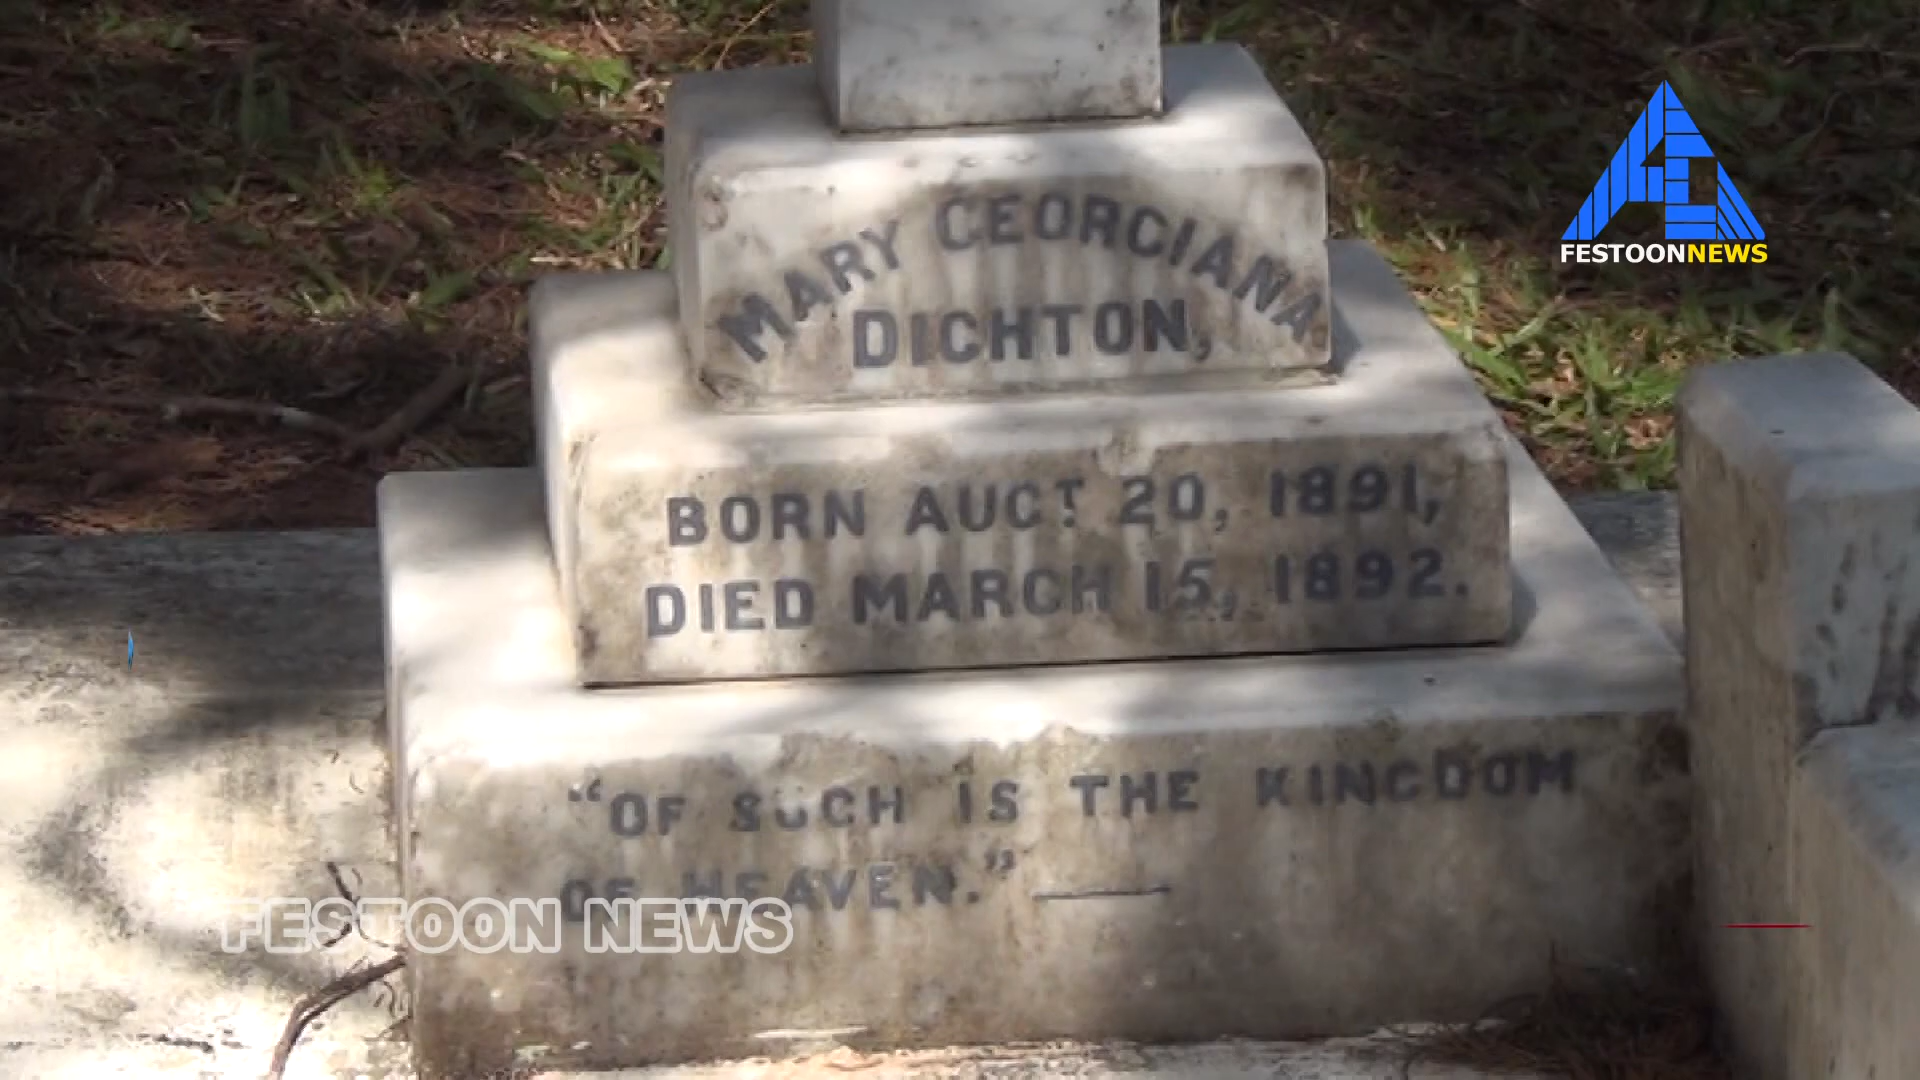 MARY GEORGIANA
DIGHTON,
BORN AUGT 20, 1891,
DIED MARCH 15, 1892.
"OF SUCH IS THE KINGDOM
OF HEAVEN."
FESTOONNEWS
FESTOON NEWS